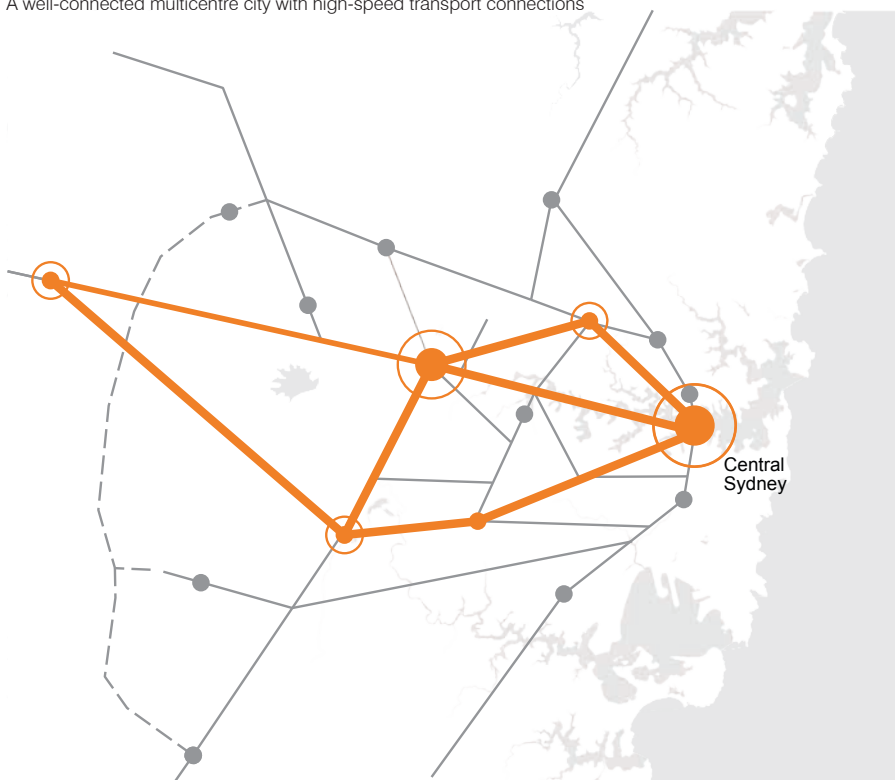 A well-connected multicentre city with high-speed transport connections
Central
Sydney